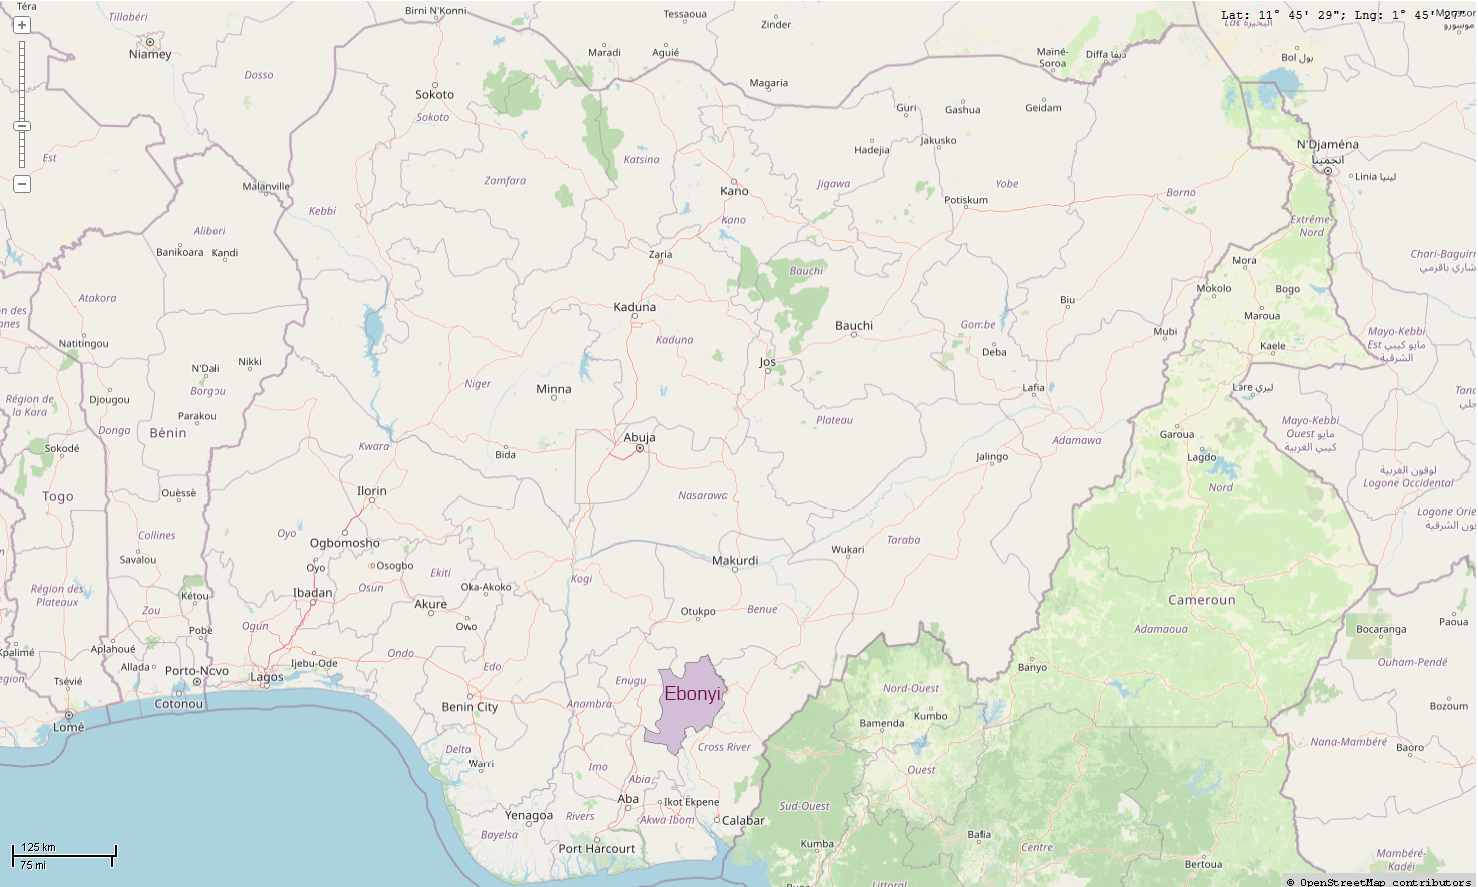 Téra
Tillabéri
Niamey
Dosso
Birni N'Konni
Tessaoua
Zinder
Maradi
Aguié
Magaria
Maïné-
Soroa
Diffa ديفا
Lat: 11° 45' 29"; Lng: 1° 45' 27"
Bol بول
Sokoto
Sokoto
Guri
Gashua
Geidam
Hadejia
Jakusko
N'Djaména
انجمينا
Linia لينيا
Est
Katsina
Zamfara
Malanville
Kebbi
Kano
Kano
Jigawa
Yobe
Potiskum
Borno
Extrême-
Nord
Alibori
Banikoara
Kandi
Zaria
Bauchi
Mora
Chari-Baguirmi
شاري باقرمي
Mokolo
Bogo
Maroua
Atakora
Kaduna
Kaduna
Bauchi
Gombe
Biu
Mubi
Deba
Kaele
Mayo-Kebbi
Est مايو كيبي
الشرقية
Natitingou
N'Dali
Nikki
Borgou
Djougou
Parakou
Donga
Bénin
Région de
la Kara
Niger
Minna
Jos
Lafia
Léré ليري
Plateau
Mayo-Kebbi
Ouest مايو
كيبي الغربية
Kwara
Abuja
Bida
Adamawa
Jalingo
Garoua
Lagdo
Nord
لوقون الغربية
Logone Occidental
Sokodé
Togo
Ouèssè
Ilorin
Nasarawa
Oyo
Ogbomosho
Collines
Savalou
Oyo
Osogbo
Makurdi
Wukari
Taraba
Région des
Plateaux
Ibadan
Osun
Ekiti
Oka-Akoko
Kogi
Cameroun
Kétou
Zou
Akure
Owo
Otukpo
Benue
Adamaoua
Bocaranga
Paoua
Ogun
Pobè
Aplahoué
Kpalimé
Allada
Porto-Novo
Ijebu-Ode
Lagos
Ondo
Edo
Enugu
Ebonyi
Banyo
Ouham-Pendé
Tsévié
Cotonou
Lomé
Benin City
Anambra
Cross River
Nord-Ouest
Bamenda
Kumbo
Bozoum
Nana-Mambéré
Baoro
Delta
Warri
Imo
Abia
Ouest
Aba
Ikot Ekpene
Yenagoa
Rivers
Akwa-Ibom
Calabar
Sud-Ouest
Bayelsa
Port Harcourt
Kumba
Bafia
Centre
Bertoua
Mambéré-
Kadéï
Littoral
125 km
75 mi
© OpenStreetMap contributors